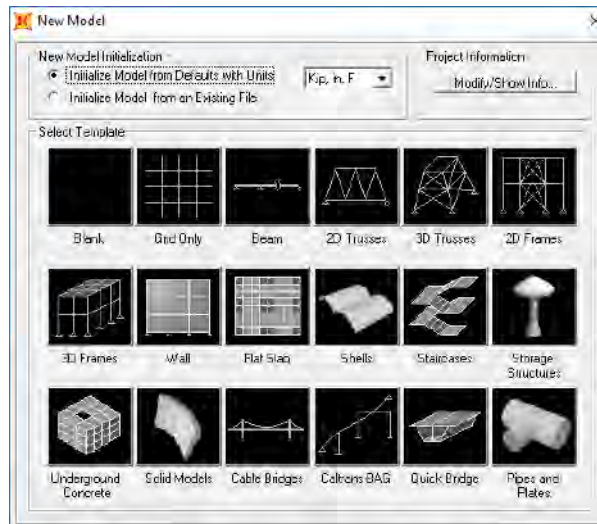 New Model
New Model Initialization
Project Information
Initialize Model from Defaults with Units
Kip, in, F
Modify/Show Info...
Initialize Model from an Existing File
Select Template
Blank
Grid Only
Beam
2D Trusses
3D Trusses
2D Frames
3D Frames
Wall
Flat Slab
Shells
Staircases
Storage Structures
Underground Concrete
Solid Models
Cable Bridges
Caltrans-BAG
Quick Bridge
Pipes and Plates